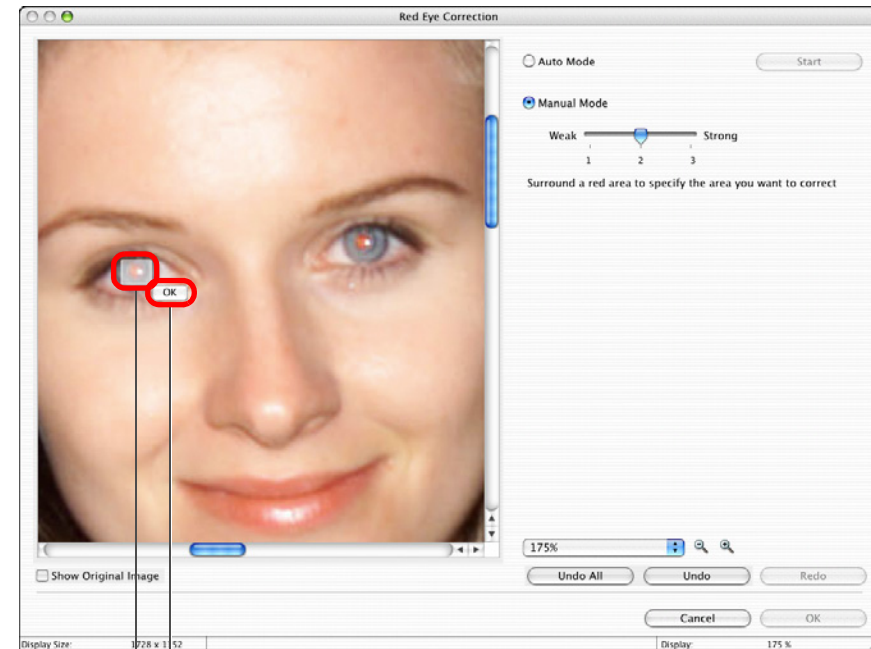 Red Eye Correction
Auto Mode
Start
Manual Mode
Weak
Strong
1 2 3
Surround a red area to specify the area you want to correct
OK
175%
Show Original Image
Undo All
Undo
Redo
Cancel
OK
Display Size: 1728 x 1152
Display: 175 %